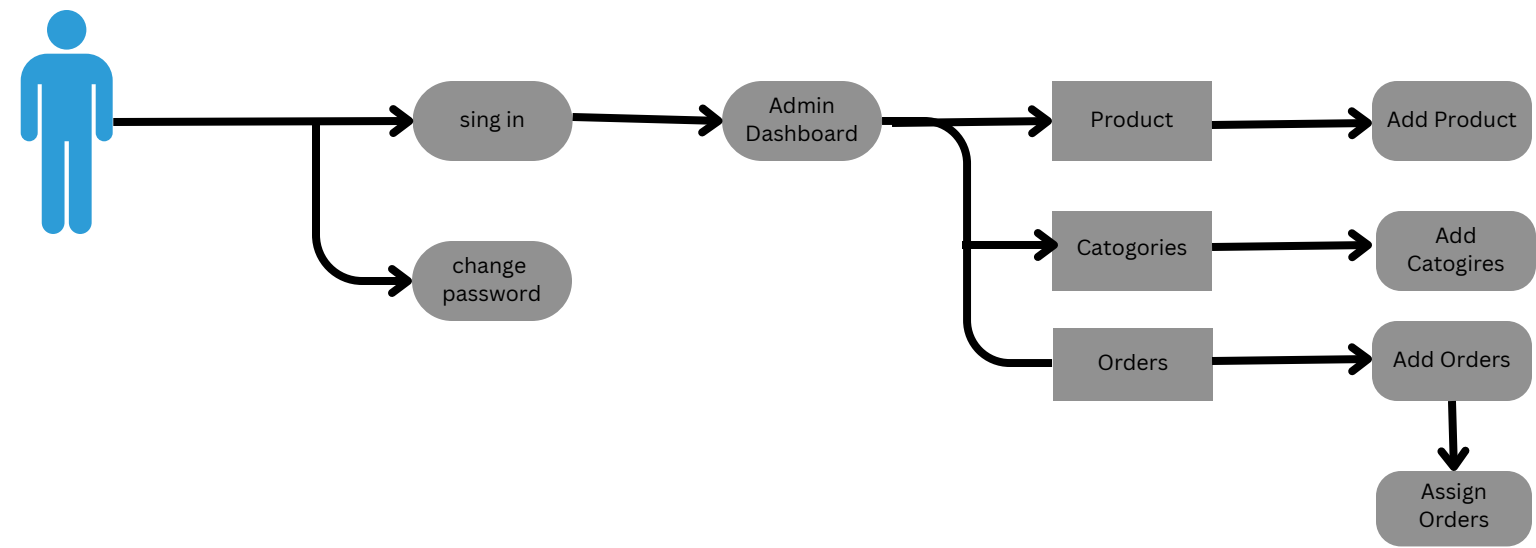 sing in
Admin
Dashboard
Product
Add Product
change
password
Catogories
Add
Catogires
Orders
Add Orders
Assign
Orders